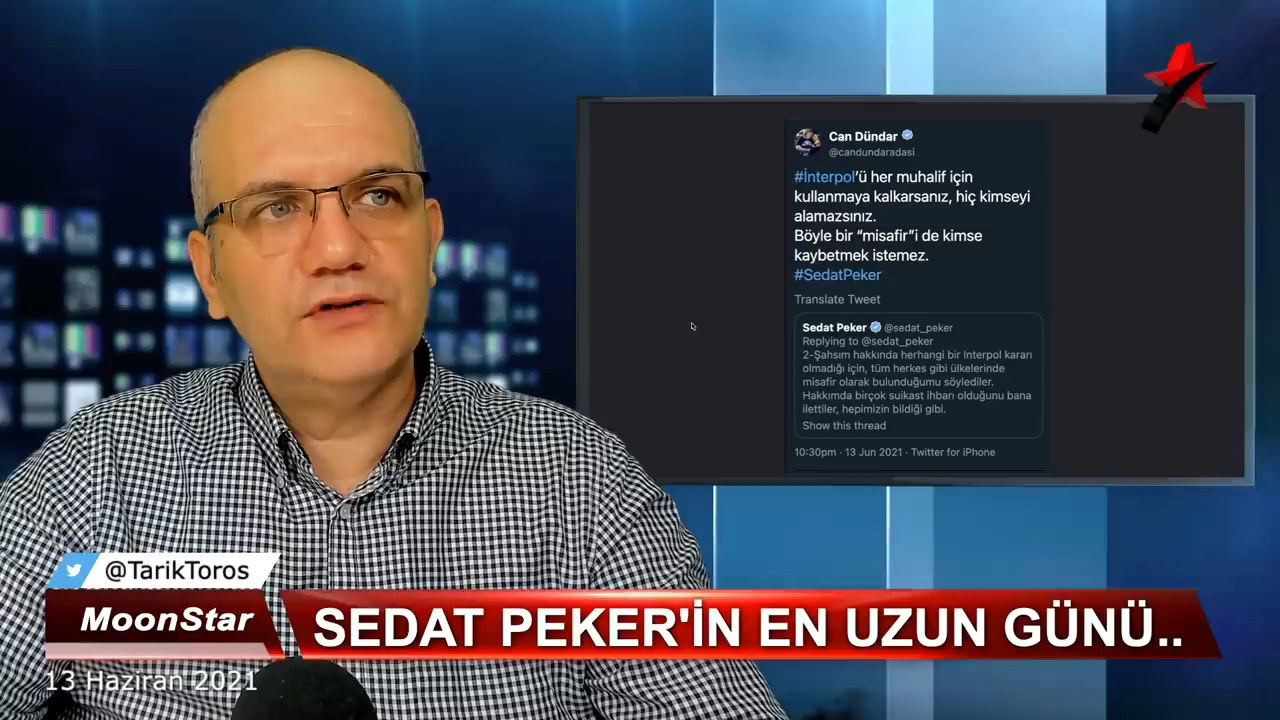 Can Dündar
@candundaradasi
#İnterpol'ü her muhalif için
kullanmaya kalkarsanız, hiç kimseyi
alamazsınız.
Böyle bir “misafir”i de kimse
kaybetmek istemez.
#SedatPeker
Translate Tweet
Sedat Peker @sedat_peker
Replying to @sedat_peker
2-Şahsım hakkında herhangi bir Interpol kararı
olmadığı için, tüm herkes gibi ülkelerinde
misafir olarak bulunduğumu söylediler.
Hakkımda birçok suikast ihbarı olduğunu bana
ilettiler, hepimizin bildiği gibi.
Show this thread
10:30pm · 13 Jun 2021 · Twitter for iPhone
@TarikToros
MoonStar
SEDAT PEKER'İN EN UZUN GÜNÜ..
13 Haziran 2021